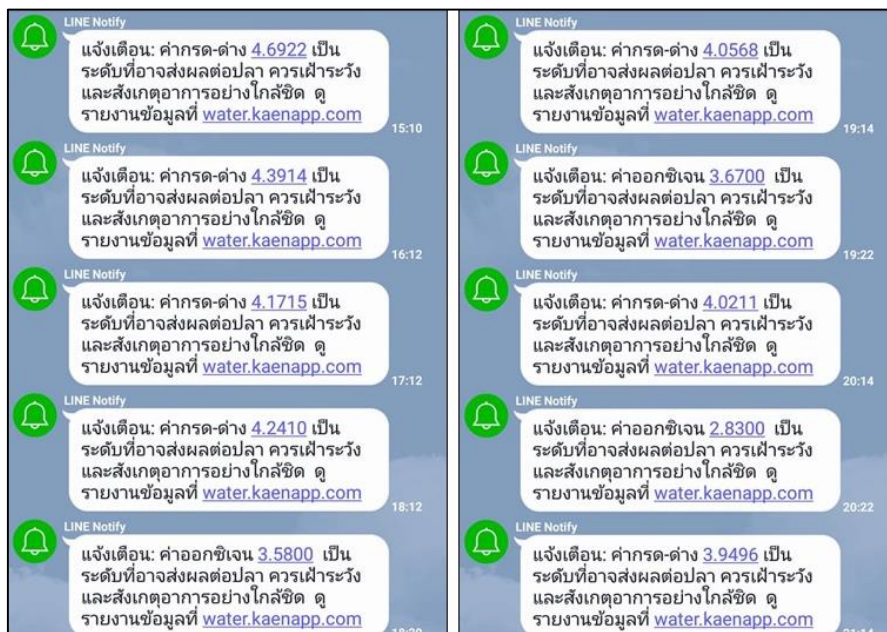 LINE Notify
แจ้งเตือน: ค่ากรด-ด่าง 4.6922 เป็น
ระดับที่อาจส่งผลต่อปลา ควรเฝ้าระวัง
และสังเกตุอาการอย่างใกล้ชิด ดู
รายงานข้อมูลที่ water.kaenapp.com
15:10
LINE Notify
แจ้งเตือน: ค่ากรด-ด่าง 4.3914 เป็น
ระดับที่อาจส่งผลต่อปลา ควรเฝ้าระวัง
และสังเกตุอาการอย่างใกล้ชิด ดู
รายงานข้อมูลที่ water.kaenapp.com
16:12
LINE Notify
แจ้งเตือน: ค่ากรด-ด่าง 4.1715 เป็น
ระดับที่อาจส่งผลต่อปลา ควรเฝ้าระวัง
และสังเกตุอาการอย่างใกล้ชิด ดู
รายงานข้อมูลที่ water.kaenapp.com
17:12
LINE Notify
แจ้งเตือน: ค่ากรด-ด่าง 4.2410 เป็น
ระดับที่อาจส่งผลต่อปลา ควรเฝ้าระวัง
และสังเกตุอาการอย่างใกล้ชิด ดู
รายงานข้อมูลที่ water.kaenapp.com
18:12
LINE Notify
แจ้งเตือน: ค่าออกซิเจน 3.5800 เป็น
ระดับที่อาจส่งผลต่อปลา ควรเฝ้าระวัง
และสังเกตุอาการอย่างใกล้ชิด ดู
รายงานข้อมูลที่ water.kaenapp.com
LINE Notify
แจ้งเตือน: ค่ากรด-ด่าง 4.0568 เป็น
ระดับที่อาจส่งผลต่อปลา ควรเฝ้าระวัง
และสังเกตุอาการอย่างใกล้ชิด ดู
รายงานข้อมูลที่ water.kaenapp.com
19:14
LINE Notify
แจ้งเตือน: ค่าออกซิเจน 3.6700 เป็น
ระดับที่อาจส่งผลต่อปลา ควรเฝ้าระวัง
และสังเกตุอาการอย่างใกล้ชิด ดู
รายงานข้อมูลที่ water.kaenapp.com
19:22
LINE Notify
แจ้งเตือน: ค่ากรด-ด่าง 4.0211 เป็น
ระดับที่อาจส่งผลต่อปลา ควรเฝ้าระวัง
และสังเกตุอาการอย่างใกล้ชิด ดู
รายงานข้อมูลที่ water.kaenapp.com
20:14
LINE Notify
แจ้งเตือน: ค่าออกซิเจน 2.8300 เป็น
ระดับที่อาจส่งผลต่อปลา ควรเฝ้าระวัง
และสังเกตุอาการอย่างใกล้ชิด ดู
รายงานข้อมูลที่ water.kaenapp.com
20:22
LINE Notify
แจ้งเตือน: ค่ากรด-ด่าง 3.9496 เป็น
ระดับที่อาจส่งผลต่อปลา ควรเฝ้าระวัง
และสังเกตุอาการอย่างใกล้ชิด ดู
รายงานข้อมูลที่ water.kaenapp.com